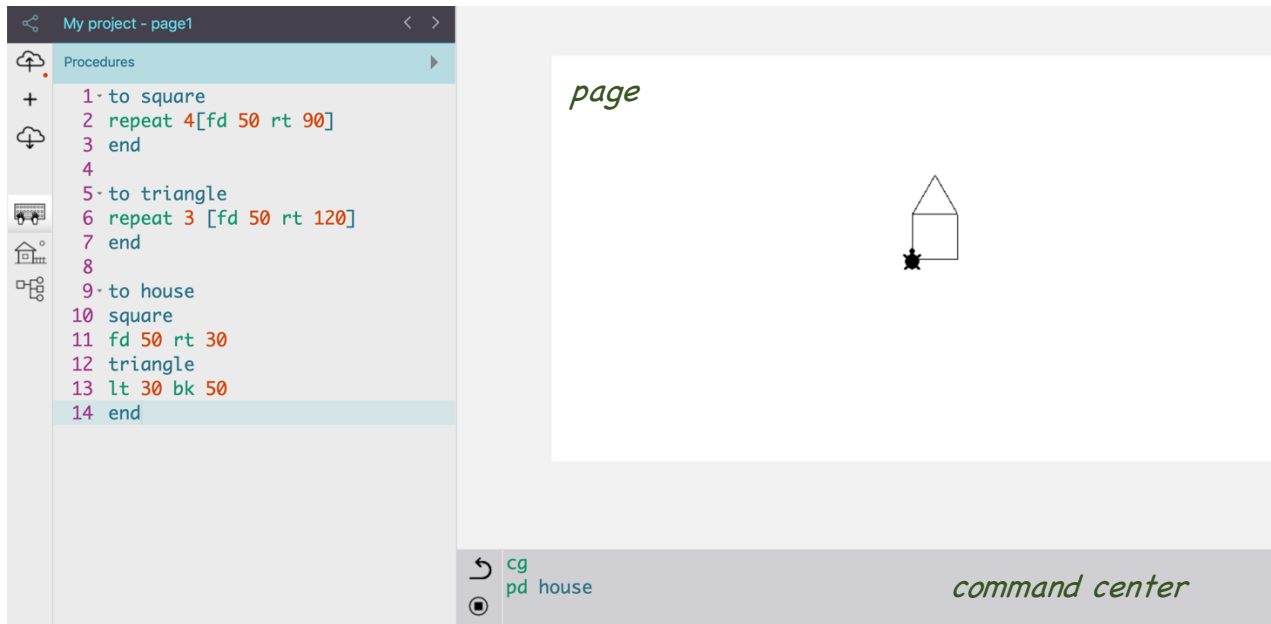 My project - page1
Procedures
1 to square
2 repeat 4[fd 50 rt 90]
3 end
4
5 to triangle
6 repeat 3 [fd 50 rt 120]
7 end
8
9 to house
10 square
11 fd 50 rt 30
12 triangle
13 lt 30 bk 50
14 end
page
cg
pd house
command center